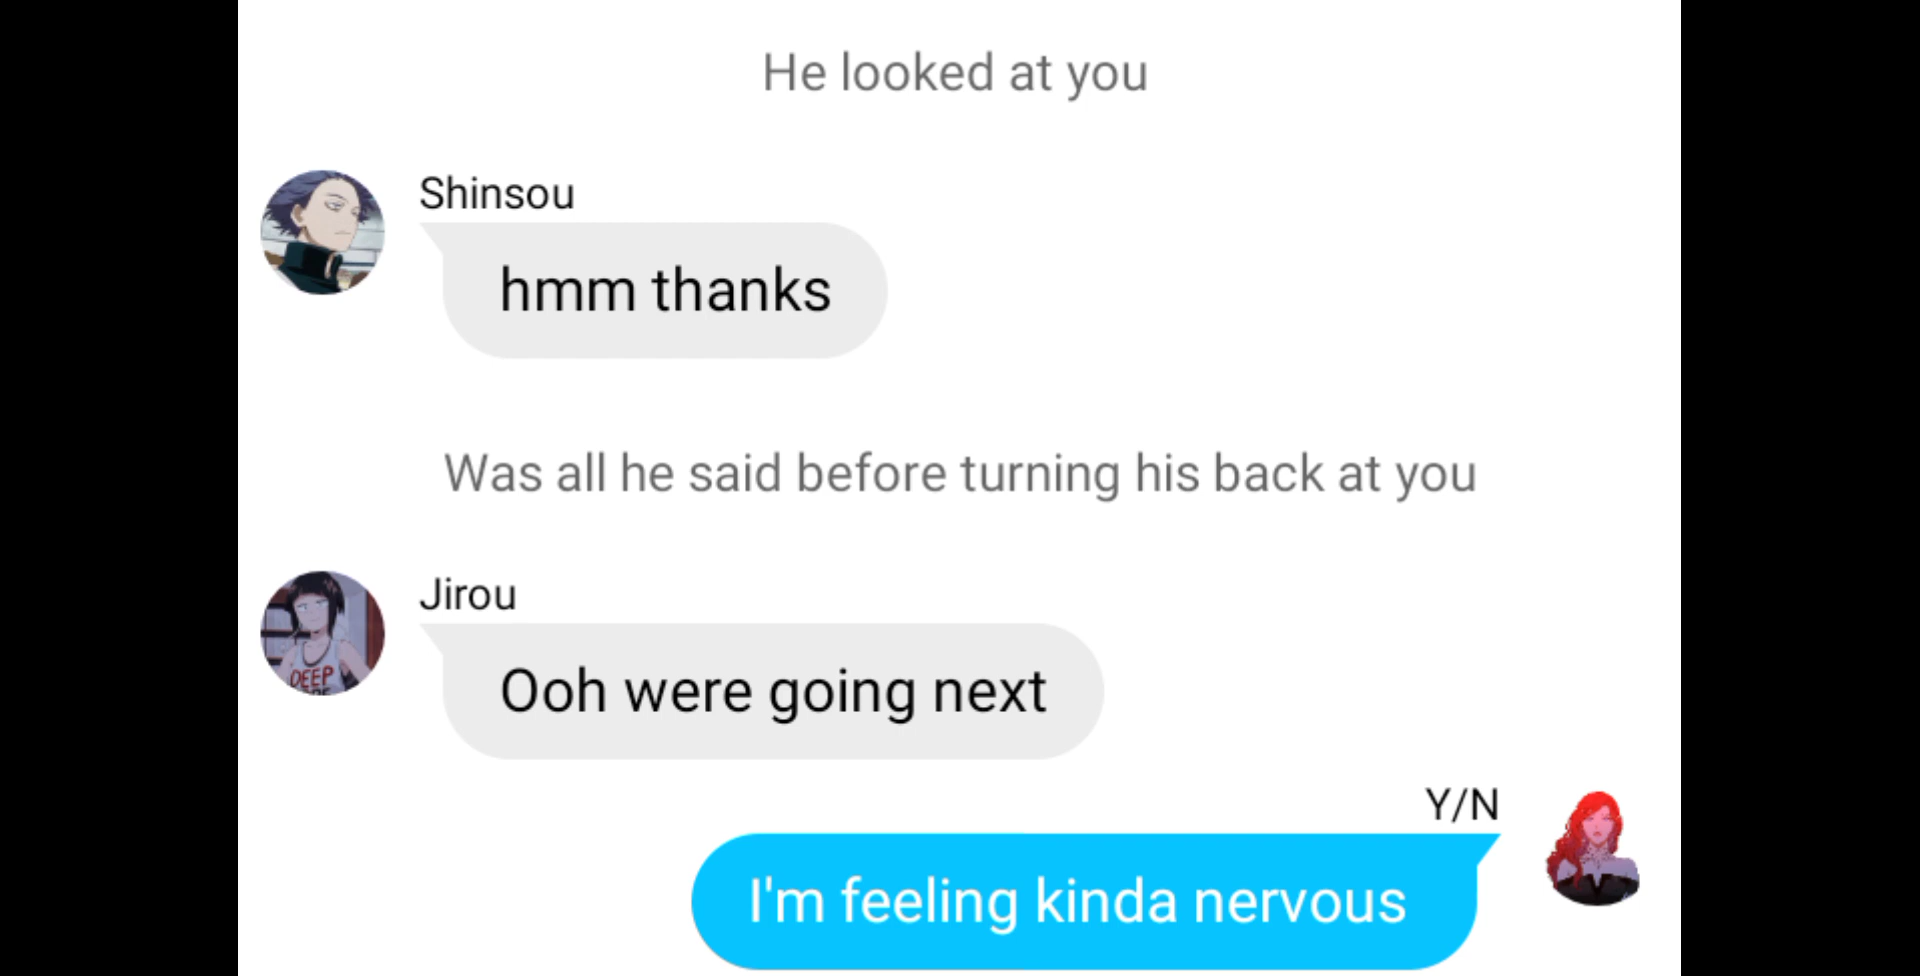 He looked at you
Shinsou
hmm thanks
Was all he said before turning his back at you
Jirou
DEEP
Ooh were going next
Y/N
I'm feeling kinda nervous